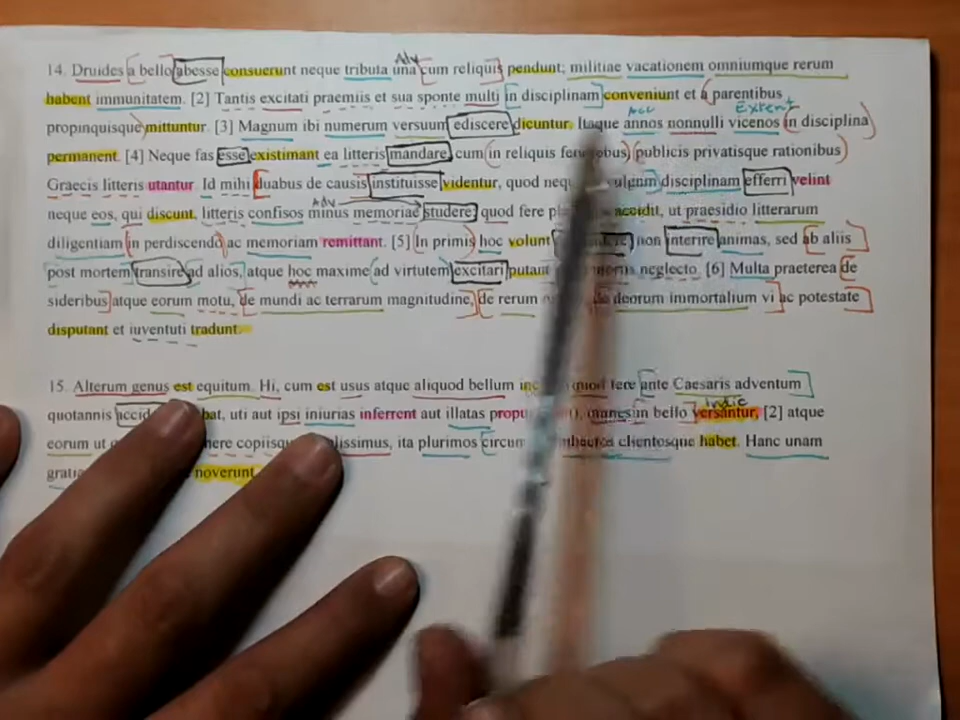 14. Druides a bello abesse consuerunt neque tributa una cum reliquis pendunt; militiae vacationem omniumque rerum
Adv
habent immunitatem. [2] Tantis excitati praemiis et sua sponte multi in disciplinam conveniunt et a parentibus
propinquisque mittuntur. [3] Magnum ibi numerum versuum ediscere dicuntur. Itaque annos nonnulli vicenos in disciplina
Acc Extent
permanent. [4] Neque fas esse existimant ea litteris mandare, cum in reliquis publicis privatisque rationibus
Graecis litteris utantur. Id mihi duabus de causis instituisse videntur, quod disciplinam efferri velint
neque eos, qui discunt, litteris confisos minus memoriae studere quod fere accidit, ut praesidio litterarum
Adv
diligentiam in perdiscendo ac memoriam remittant. [5] In primis hoc volunt non interire animas, sed ab aliis
post mortem transire ad alios, atque hoc maxime ad virtutem excitari putant neglecto. [6] Multa praeterea de
sideribus atque eorum motu, de mundi ac terrarum magnitudine, de rerum deorum immortalium vi ac potestate
disputant et iuventuti tradunt.
15. Alterum genus est equitum. Hi, cum est usus atque aliquod bellum fere ante Caesaris adventum
quotannis uti aut ipsi iniurias inferrent aut illatas omnes in bello versantur, [2] atque
Indic
eorum ut copiisque ita plurimos clientesque habet. Hanc unam
noverunt